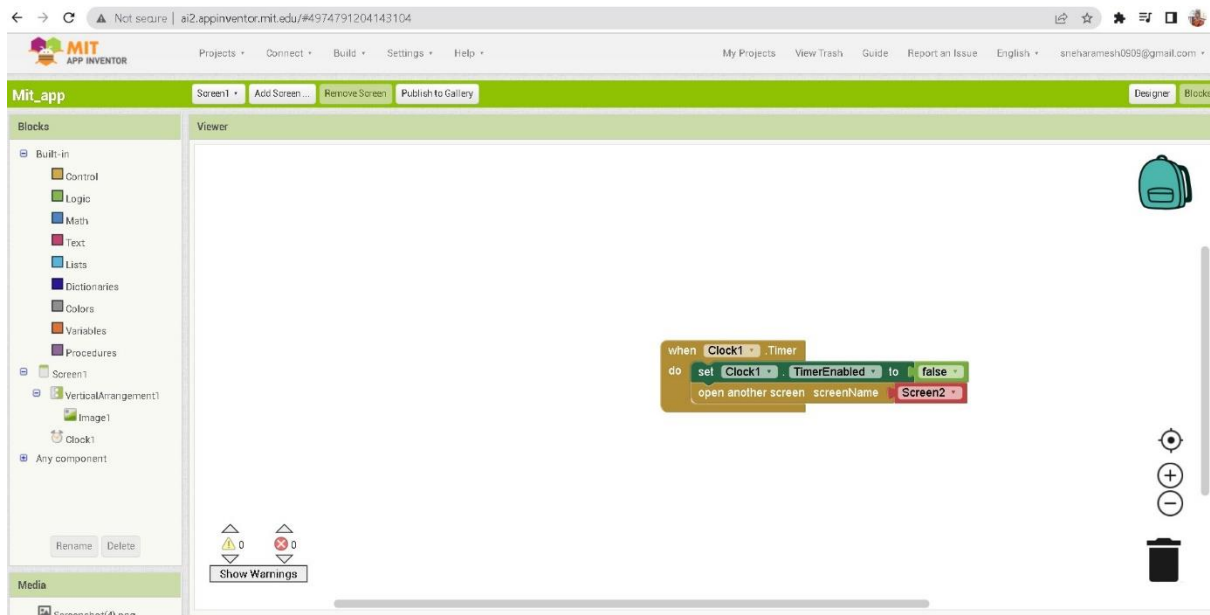 Not secure | ai2.appinventor.mit.edu/#4974791204143104
MIT
APP INVENTOR
Projects Connect Build Settings Help My Projects View Trash Guide Report an Issue English sneharamesh0909@gmail.com
Mit_app Screen1 Add Screen ... Remove Screen Publish to Gallery Designer Blocks
Blocks Viewer
Built-in
Control
Logic
Math
Text
Lists
Dictionaries
Colors
Variables
Procedures
Screen1
VerticalArrangement1
Image1
Clock1
Any component
when Clock1 .Timer
do set Clock1 . TimerEnabled to false
open another screen screenName Screen2
0 0
Show Warnings
Rename Delete
Media
Screenshot(4).png